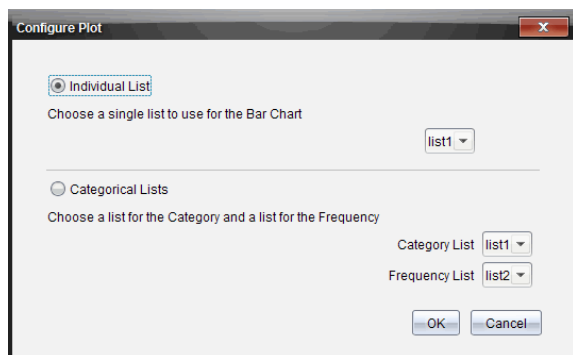 Configure Plot
Individual List
Choose a single list to use for the Bar Chart
list1
Categorical Lists
Choose a list for the Category and a list for the Frequency
Category List list1
Frequency List list2
OK Cancel